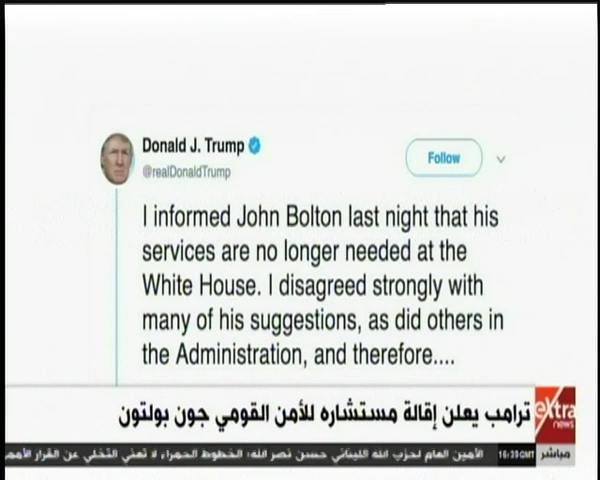 Donald J. Trump
@realDonaldTrump
Follow
I informed John Bolton last night that his
services are no longer needed at the
White House. I disagreed strongly with
many of his suggestions, as did others in
the Administration, and therefore....
ترامب يعلن إقالة مستشاره للأمن القومي جون بولتون
eXtra
news
مباشر
16:39GMT
الأمين العام لحزب الله اللبناني حسن نصر الله: الخطوط الحمراء لا تعني التخلي عن القرار